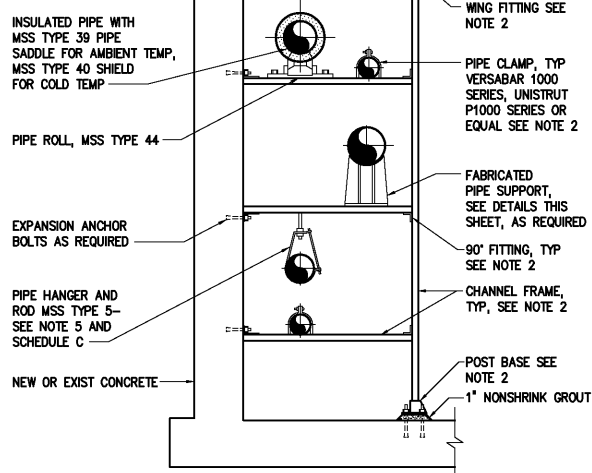 INSULATED PIPE WITH
MSS TYPE 39 PIPE
SADDLE FOR AMBIENT TEMP,
MSS TYPE 40 SHIELD
FOR COLD TEMP
PIPE ROLL, MSS TYPE 44
EXPANSION ANCHOR
BOLTS AS REQUIRED
PIPE HANGER AND
ROD MSS TYPE 5-
SEE NOTE 5 AND
SCHEDULE C
NEW OR EXIST CONCRETE
WING FITTING SEE
NOTE 2
PIPE CLAMP, TYP
VERSABAR 1000
SERIES, UNISTRUT
P1000 SERIES OR
EQUAL SEE NOTE 2
FABRICATED
PIPE SUPPORT,
SEE DETAILS THIS
SHEET, AS REQUIRED
90° FITTING, TYP
SEE NOTE 2
CHANNEL FRAME,
TYP, SEE NOTE 2
POST BASE SEE
NOTE 2
1" NONSHRINK GROUT